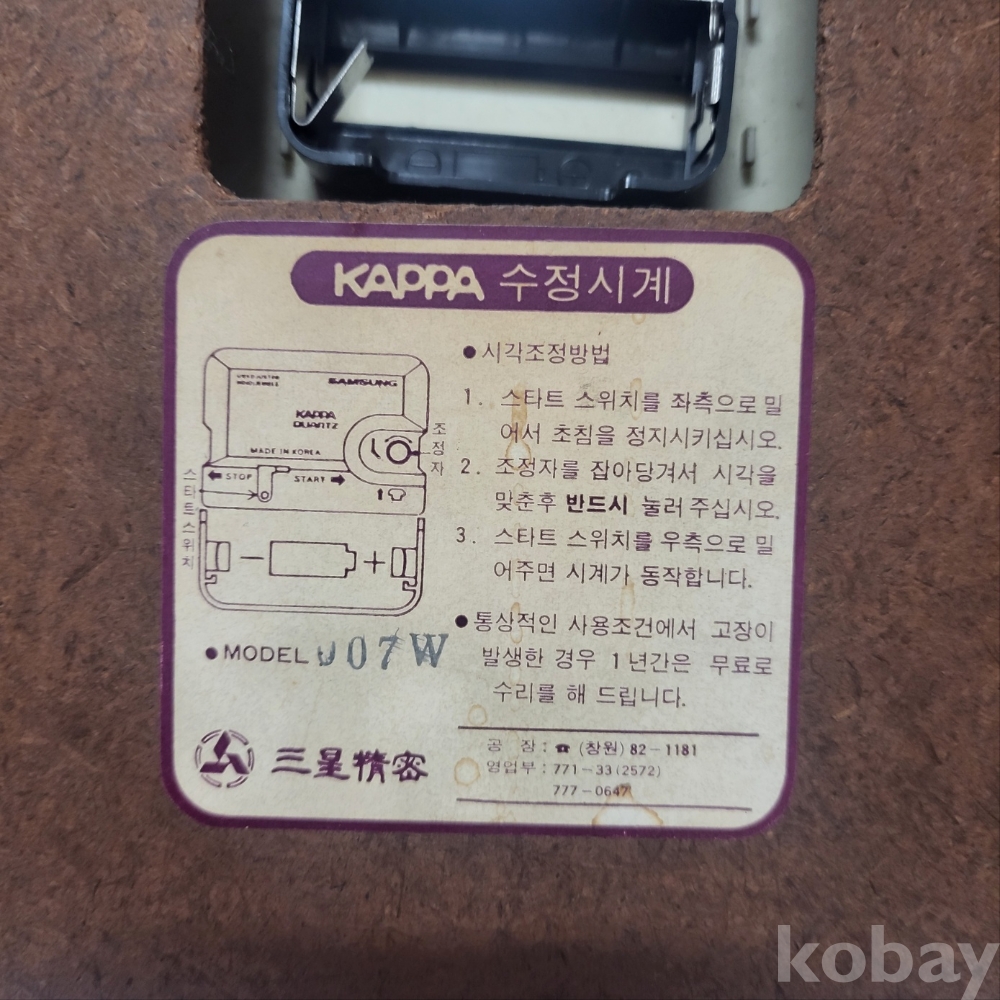 KAPPA 수정시계
● 시각조정방법
1. 스타트 스위치를 좌측으로 밀
어서 초침을 정지시키십시오.
2. 조정자를 잡아당겨서 시각을
맞춘후 반드시 눌러 주십시오.
3. 스타트 스위치를 우측으로 밀
어주면 시계가 동작합니다.
● 통상적인 사용조건에서 고장이
발생한 경우 1년간은 무료로
수리를 해 드립니다.
SAMSUNG
KAPPA
QUARTZ
MADE IN KOREA
조정자
← STOP
START →
스타트스위치
− +
● MODEL 007W
三星精密
공 장 : ☎ (창원) 82-1181
영업부 : 771-33(2572)
777-0647
kobay